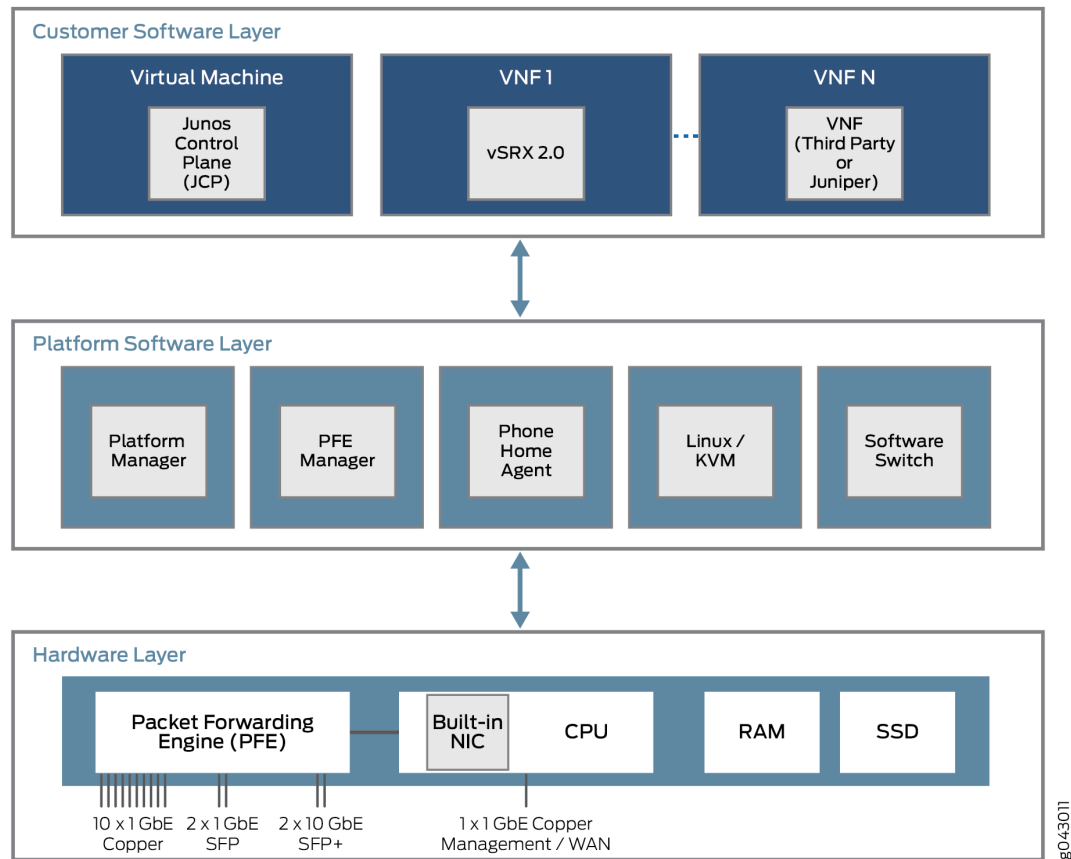 Customer Software Layer
Virtual Machine
Junos
Control
Plane
(JCP)
VNF 1
vSRX 2.0
VNF N
VNF
(Third Party
or
Juniper)
Platform Software Layer
Platform
Manager
PFE
Manager
Phone
Home
Agent
Linux /
KVM
Software
Switch
Hardware Layer
Packet Forwarding
Engine (PFE)
Built-in
NIC
CPU
RAM
SSD
10 x 1 GbE
Copper
2 x 1 GbE
SFP
2 x 10 GbE
SFP+
1 x 1 GbE Copper
Management / WAN
g043011